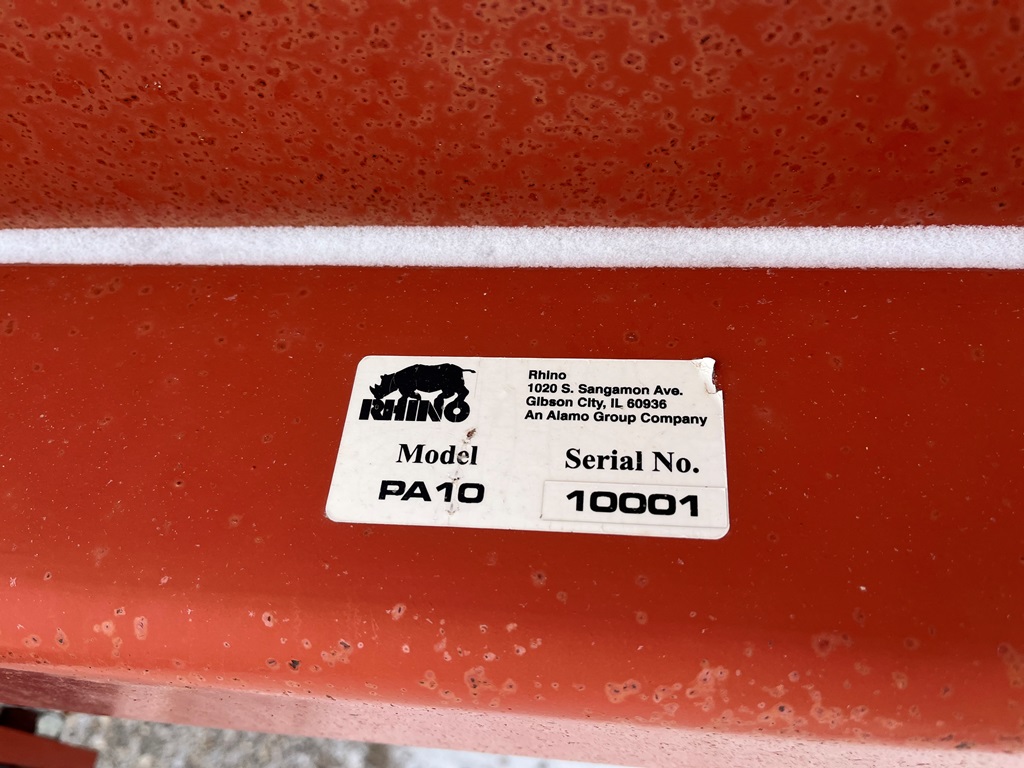 RHINO
Rhino
1020 S. Sangamon Ave.
Gibson City, IL 60936
An Alamo Group Company
Model
PA10
Serial No.
10001